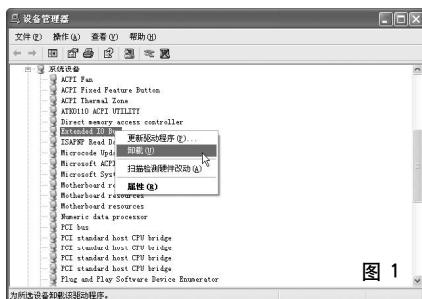 设备管理器
文件(F) 操作(A) 查看(V) 帮助(H)
系统设备
ACPI Fan
ACPI Fixed Feature Button
ACPI Thermal Zone
ATK0110 ACPI UTILITY
Direct memory access controller
Extended IO Bus
更新驱动程序(P)...
ISAPNP Read Da
卸载(U)
Microcode Upda
Microsoft ACPI
扫描检测硬件改动(A)
Microsoft Syst
Motherboard re
属性(R)
Motherboard resources
Motherboard resources
Numeric data processor
PCI bus
PCI standard host CPU bridge
PCI standard host CPU bridge
PCI standard host CPU bridge
PCI standard host CPU bridge
Plug and Play Software Device Enumerator
图 1
为所选设备卸载该驱动程序。